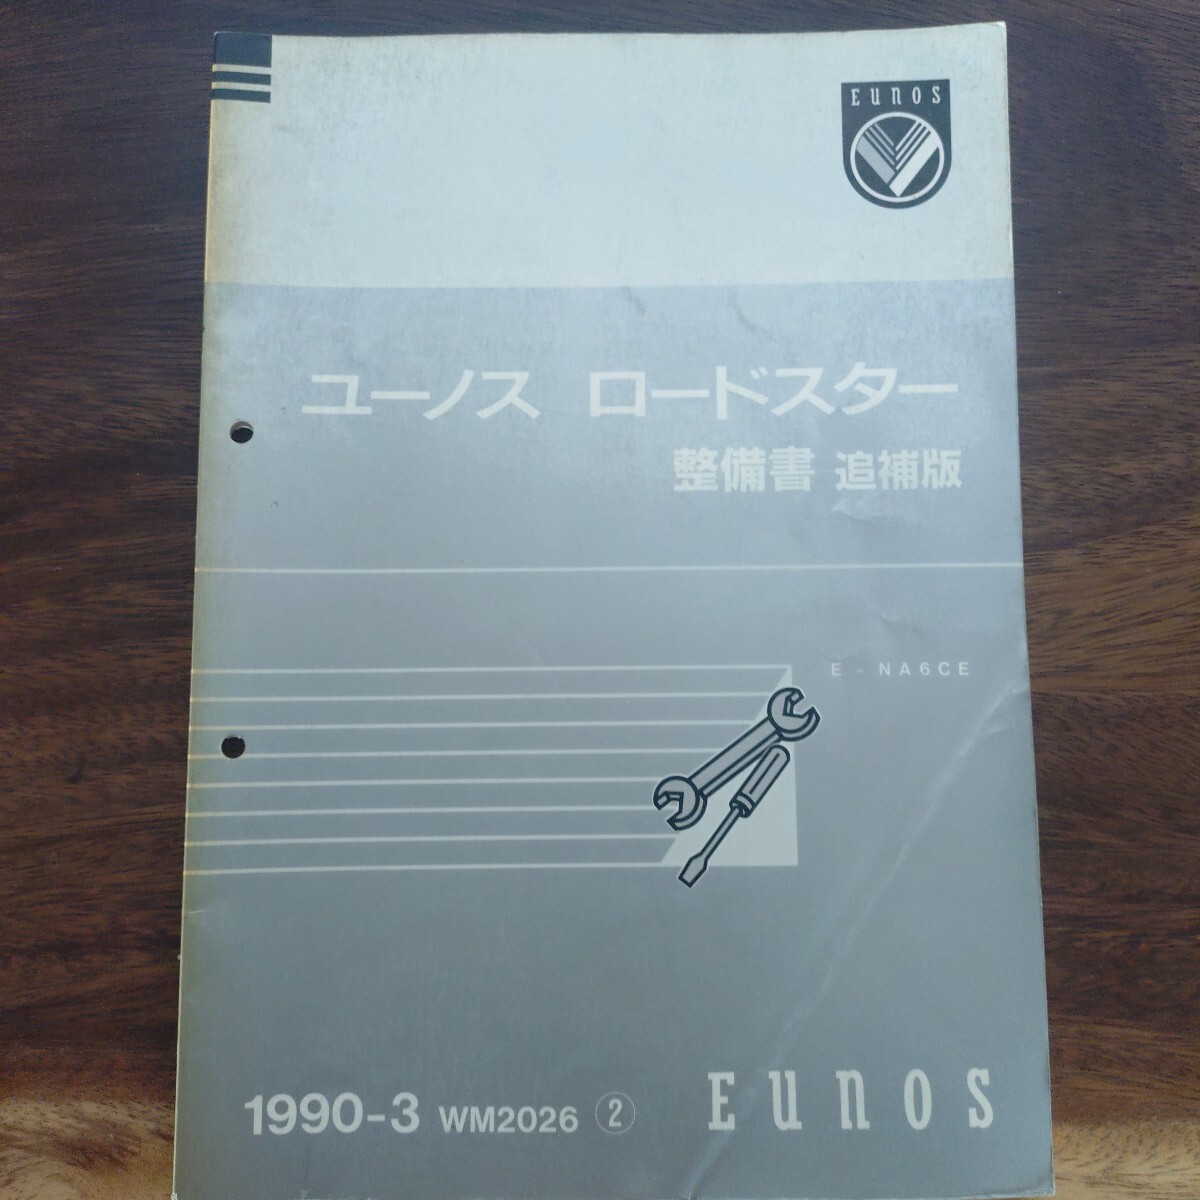 EUNOS
ユーノス ロードスター
整備書 追補版
E-NA6CE
1990-3 WM2026 ②
EUNOS